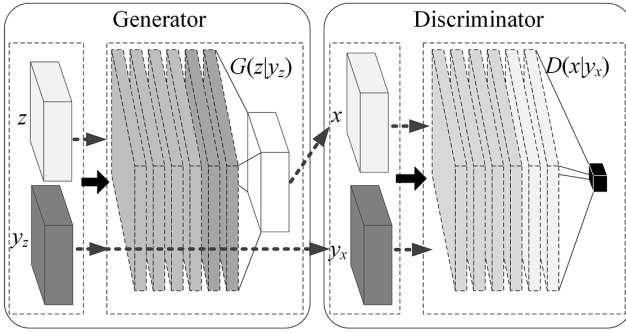 Generator
Discriminator
G(z|y_z)
D(x|y_x)
z
x
y_z
y_x